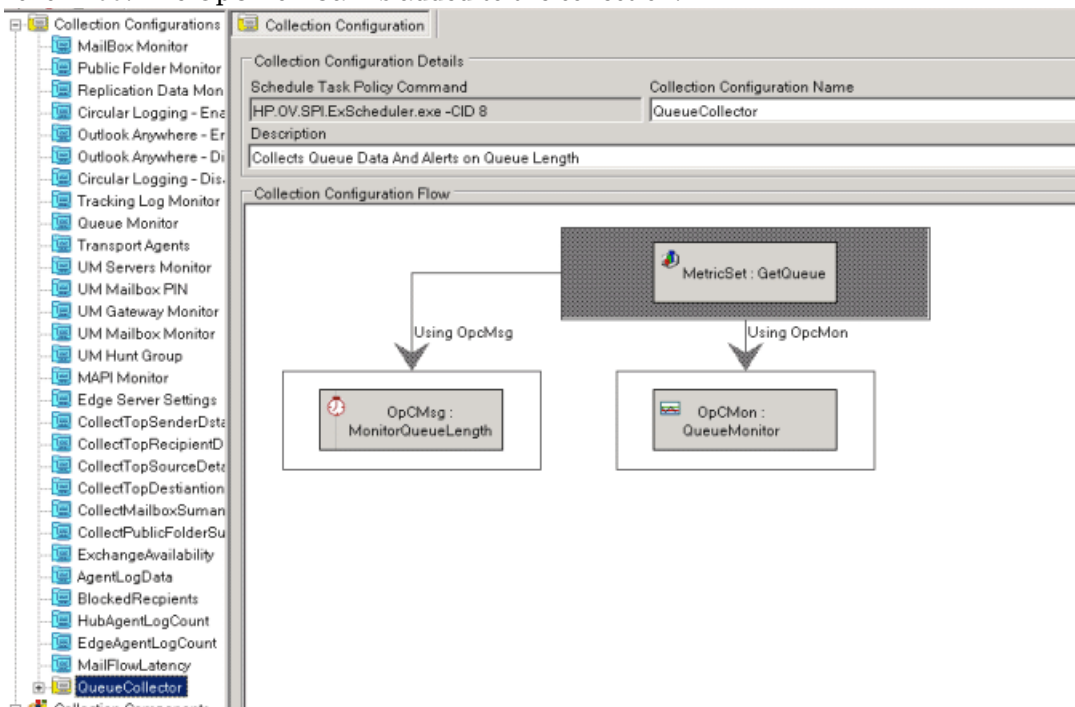 Collection Configurations
MailBox Monitor
Public Folder Monitor
Replication Data Mon
Circular Logging - Ena
Outlook Anywhere - Er
Outlook Anywhere - Di
Circular Logging - Dis.
Tracking Log Monitor
Queue Monitor
Transport Agents
UM Servers Monitor
UM Mailbox PIN
UM Gateway Monitor
UM Mailbox Monitor
UM Hunt Group
MAPI Monitor
Edge Server Settings
CollectTopSenderDsta
CollectTopRecipientD
CollectTopSourceDeta
CollectTopDestiantion
CollectMailboxSuman
CollectPublicFolderSu
ExchangeAvailability
AgentLogData
BlockedRecpients
HubAgentLogCount
EdgeAgentLogCount
MailFlowLatency
QueueCollector
Collection Configuration
Collection Configuration Details
Schedule Task Policy Command
Collection Configuration Name
HP.OV.SPI.ExScheduler.exe -CID 8
QueueCollector
Description
Collects Queue Data And Alerts on Queue Length
Collection Configuration Flow
MetricSet : GetQueue
Using OpcMsg
Using OpcMon
OpCMsg :
MonitorQueueLength
OpCMon :
QueueMonitor